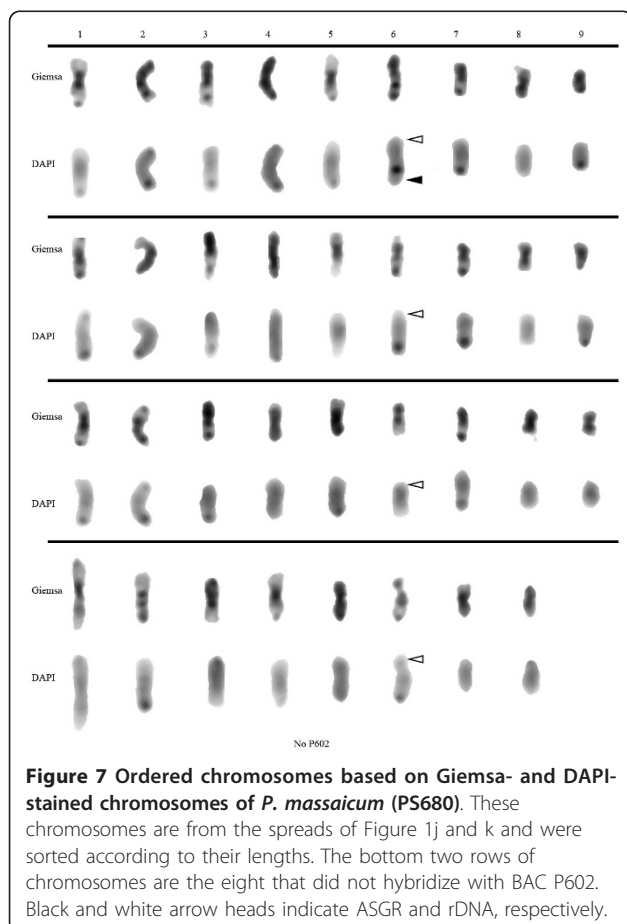 1 2 3 4 5 6 7 8 9
Giemsa
DAPI
Giemsa
DAPI
Giemsa
DAPI
Giemsa
DAPI
No P602
Figure 7 Ordered chromosomes based on Giemsa- and DAPI-
stained chromosomes of P. massaicum (PS680). These
chromosomes are from the spreads of Figure 1j and k and were
sorted according to their lengths. The bottom two rows of
chromosomes are the eight that did not hybridize with BAC P602.
Black and white arrow heads indicate ASGR and rDNA, respectively.